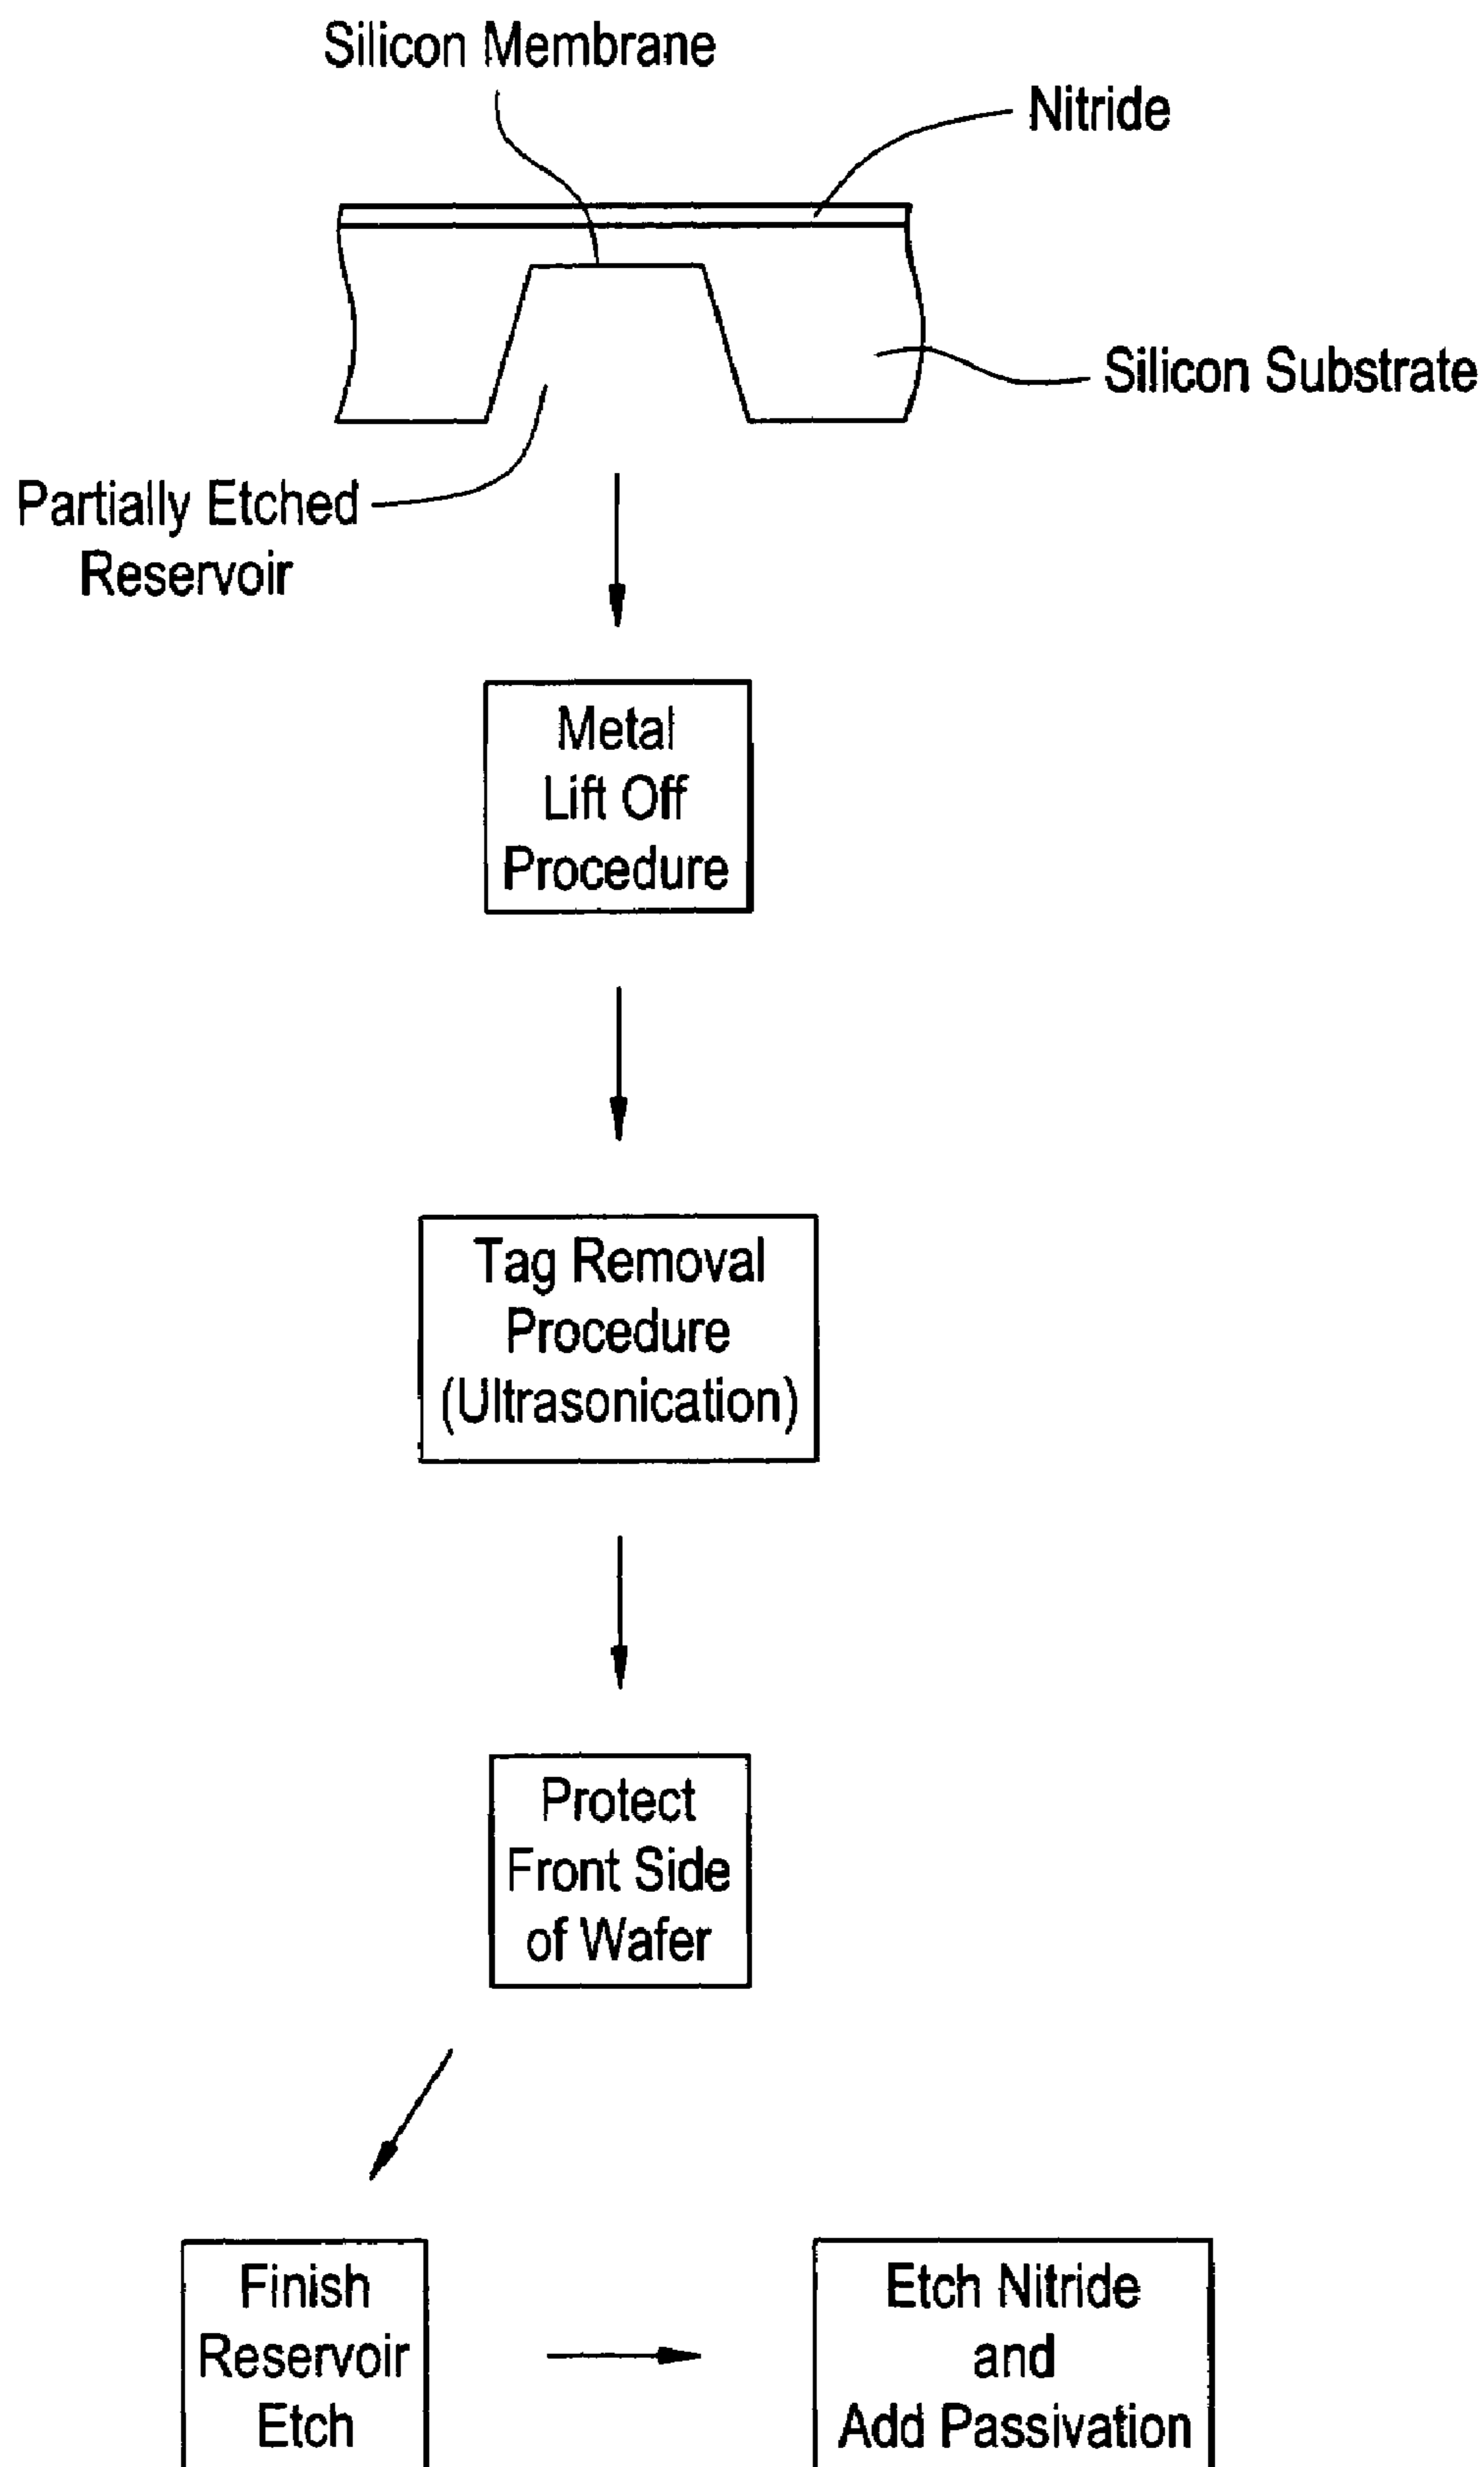 Silicon Membrane
Nitride
Silicon Substrate
Partially Etched
Reservoir
Metal
Lift Off
Procedure
Tag Removal
Procedure
(Ultrasonication)
Protect
Front Side
of Wafer
Finish
Reservoir
Etch
Etch Nitride
and
Add Passivation